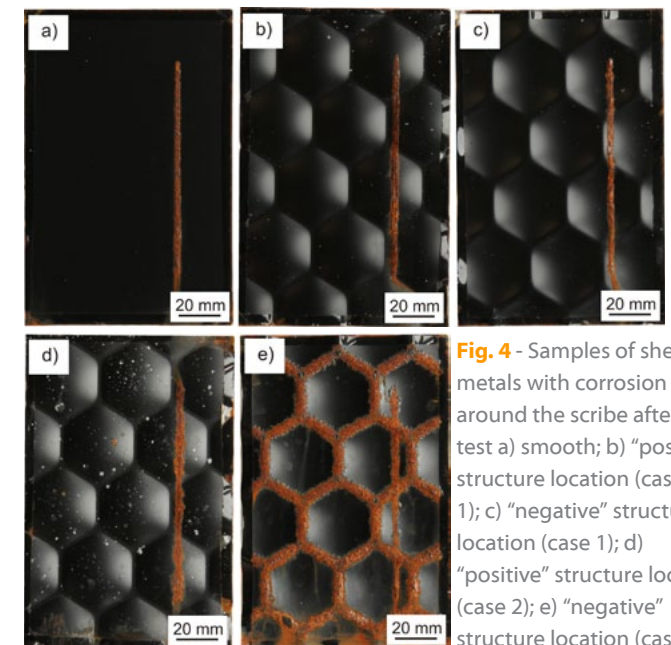 a)
b)
c)
20 mm
20 mm
20 mm
d)
e)
20 mm
20 mm
Fig. 4 - Samples of she
metals with corrosion
around the scribe afte
test a) smooth; b) "pos
structure location (cas
1); c) "negative" structu
location (case 1); d)
"positive" structure loc
(case 2); e) "negative"
structure location (cas